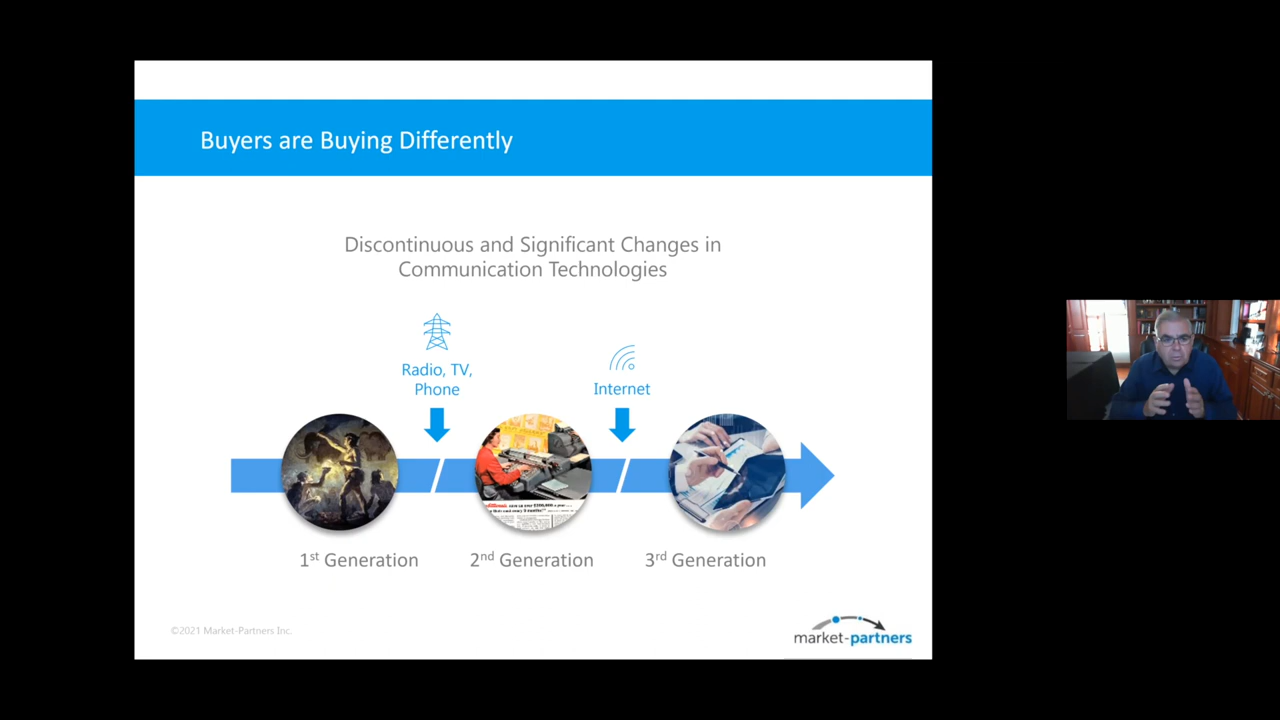 Buyers are Buying Differently
Discontinuous and Significant Changes in
Communication Technologies
Radio, TV,
Phone
Internet
1st Generation
2nd Generation
3rd Generation
©2021 Market-Partners Inc.
market-partners